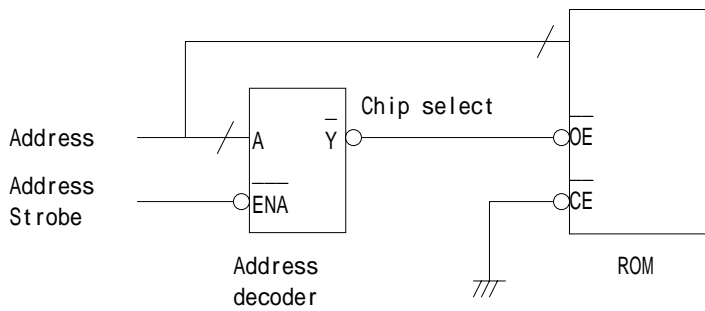 Chip select
Address
A
Y
OE
Address
Strobe
ENA
CE
Address
decoder
ROM